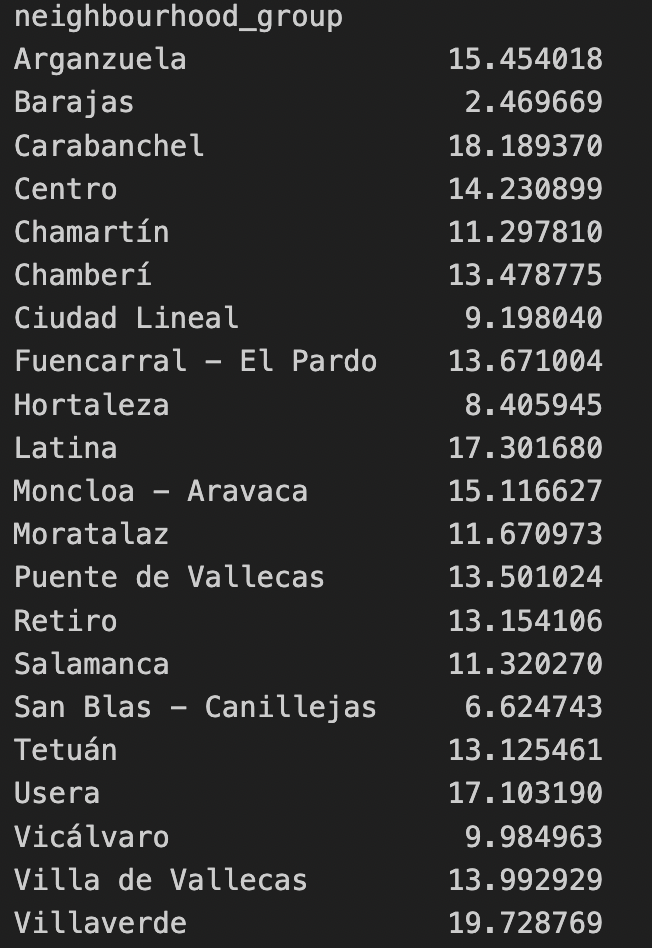 neighbourhood_group
Arganzuela 15.454018
Barajas 2.469669
Carabanchel 18.189370
Centro 14.230899
Chamartín 11.297810
Chamberí 13.478775
Ciudad Lineal 9.198040
Fuencarral - El Pardo 13.671004
Hortaleza 8.405945
Latina 17.301680
Moncloa - Aravaca 15.116627
Moratalaz 11.670973
Puente de Vallecas 13.501024
Retiro 13.154106
Salamanca 11.320270
San Blas - Canillejas 6.624743
Tetuán 13.125461
Usera 17.103190
Vicálvaro 9.984963
Villa de Vallecas 13.992929
Villaverde 19.728769